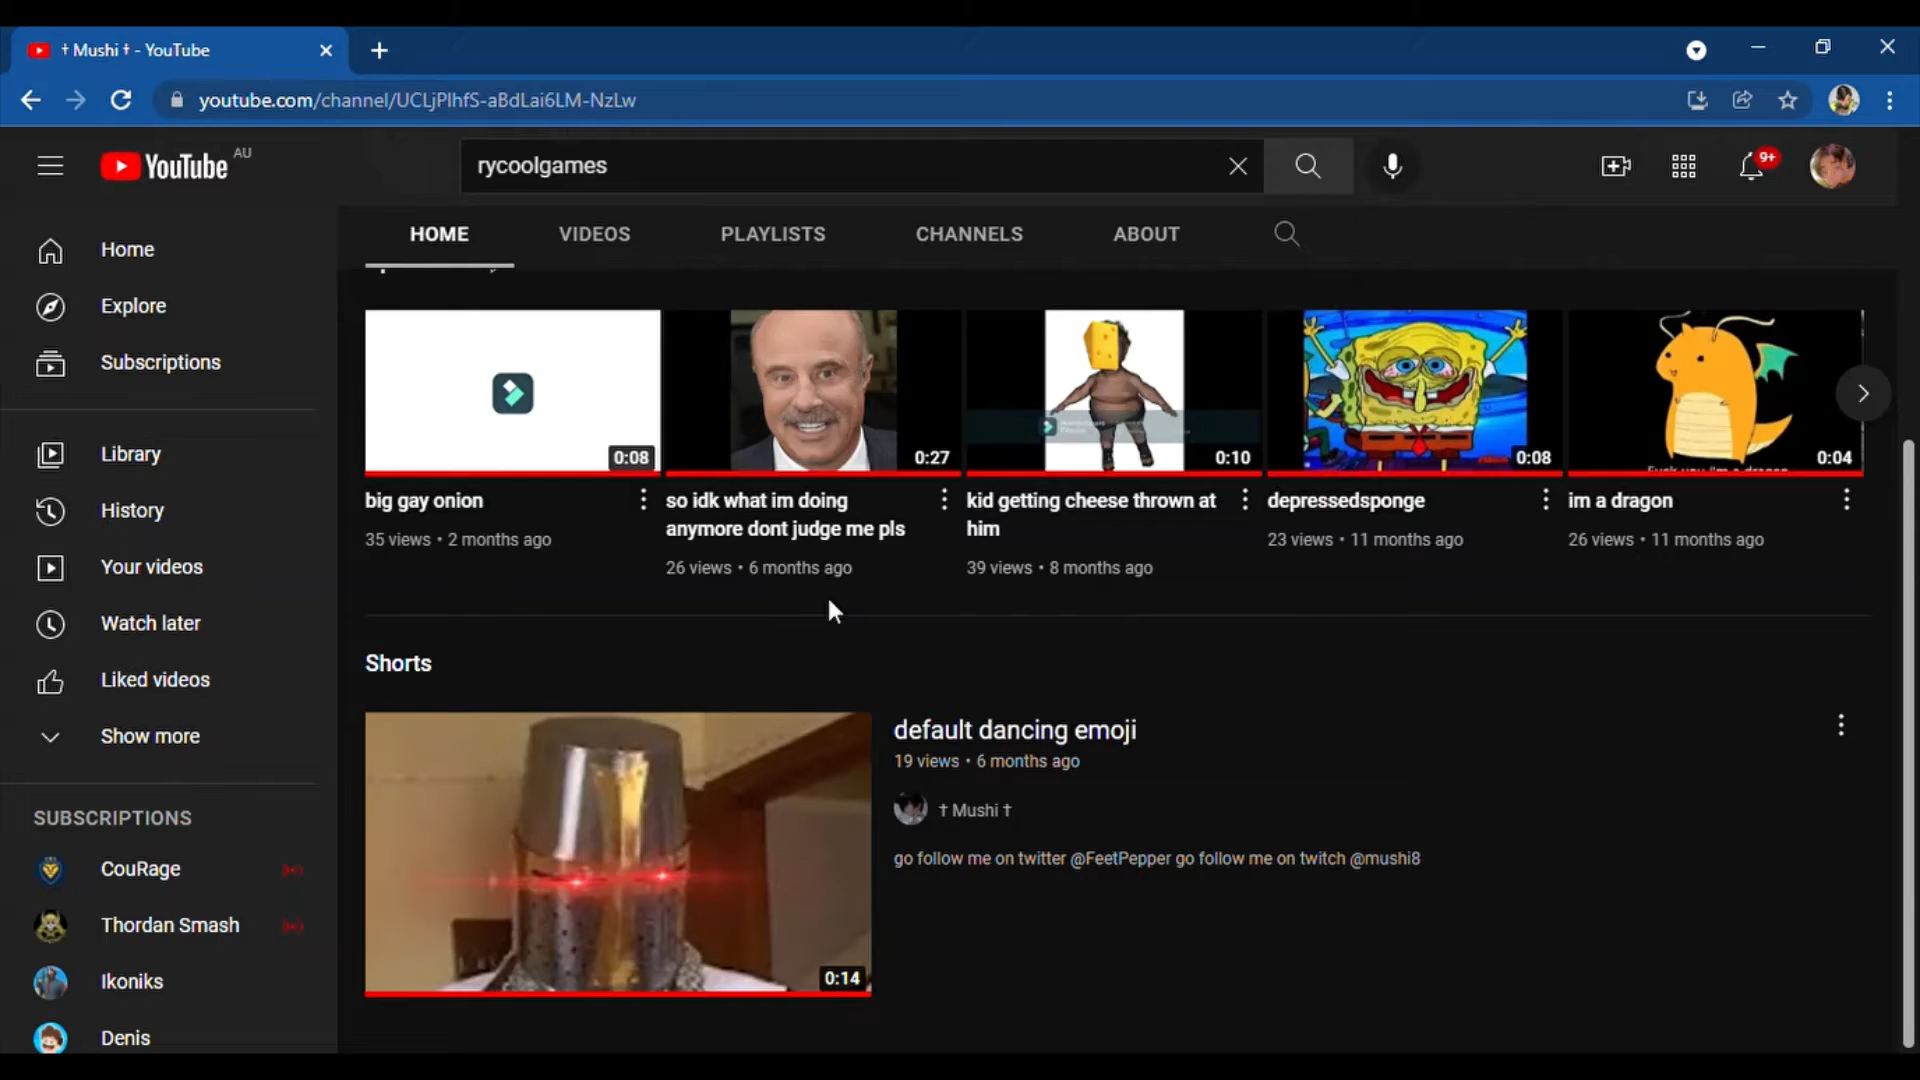 † Mushi † - YouTube
youtube.com/channel/UCLjPlhfS-aBdLai6LM-NzLw
YouTube AU
rycoolgames
9+
HOME VIDEOS PLAYLISTS CHANNELS ABOUT
Home
Explore
Subscriptions
Library
History
Your videos
Watch later
Liked videos
Show more
SUBSCRIPTIONS
CouRage
Thordan Smash
Ikoniks
Denis
0:08
big gay onion
35 views • 2 months ago
0:27
so idk what im doing
anymore dont judge me pls
26 views • 6 months ago
0:10
kid getting cheese thrown at
him
39 views • 8 months ago
0:08
depressedsponge
23 views • 11 months ago
0:04
im a dragon
26 views • 11 months ago
Shorts
0:14
default dancing emoji
19 views • 6 months ago
† Mushi †
go follow me on twitter @FeetPepper go follow me on twitch @mushi8